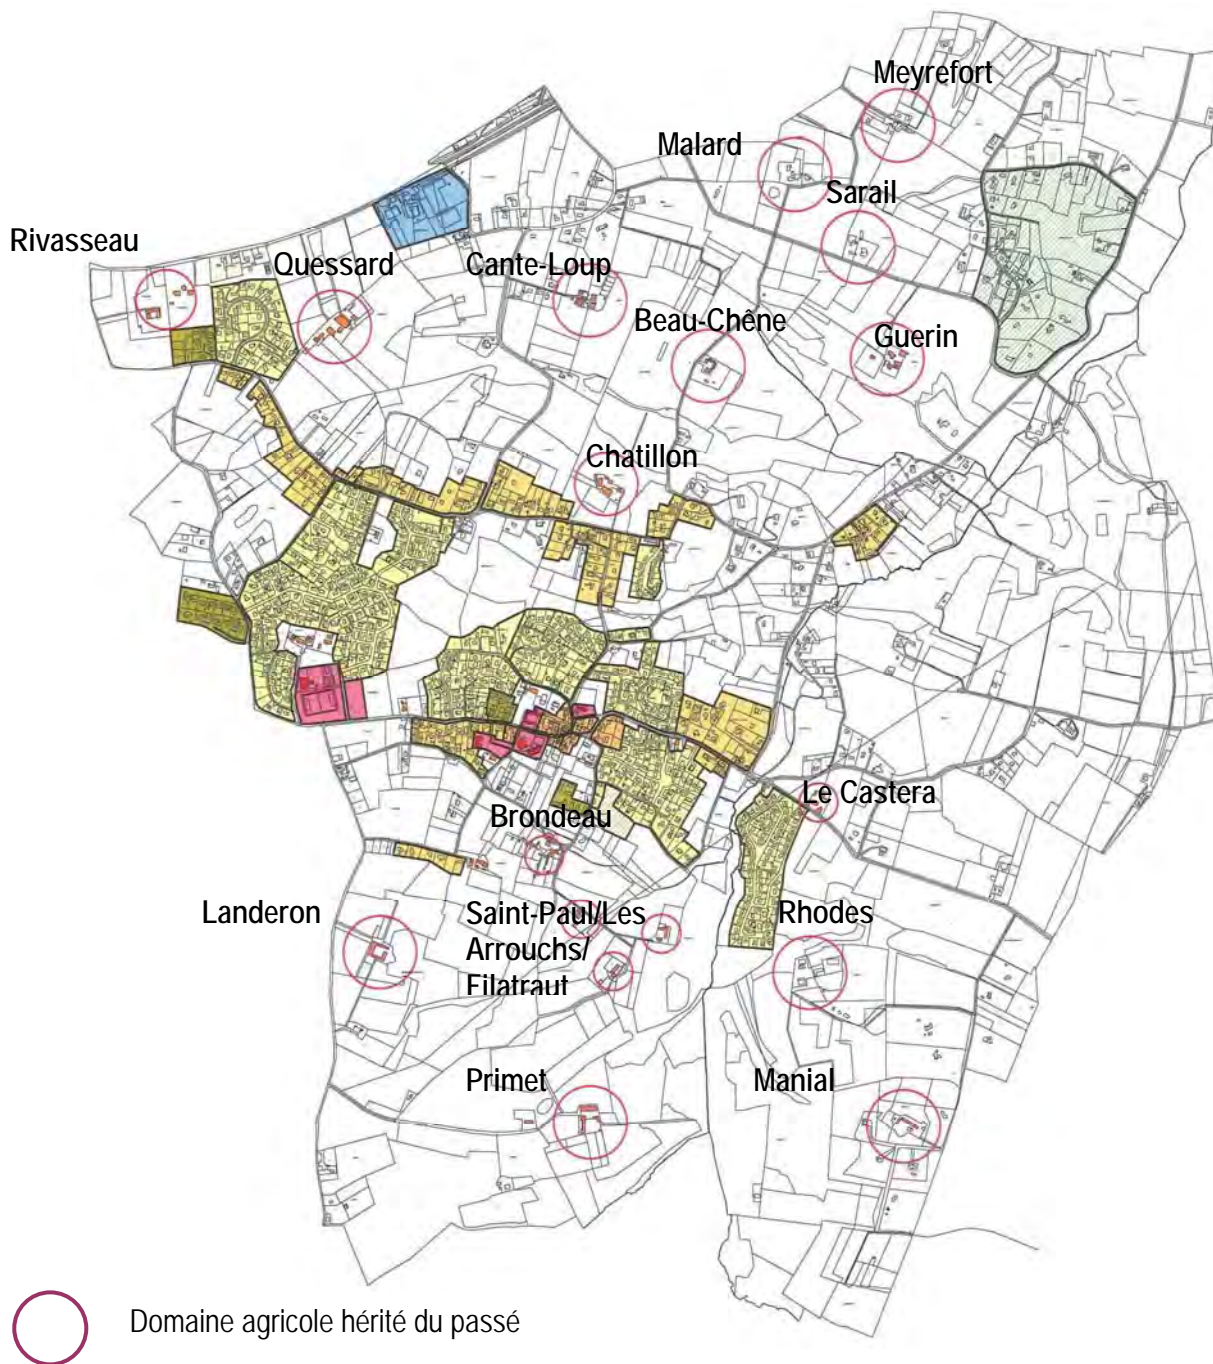 Meyrefort
Malard
Sarail
Rivasseau
Quessard
Cante-Loup
Beau-Chêne
Guerin
Chatillon
Le Castera
Brondeau
Landeron
Saint-Paul/Les
Arrouchs/
Filatraut
Rhodes
Primet
Manial
Domaine agricole hérité du passé